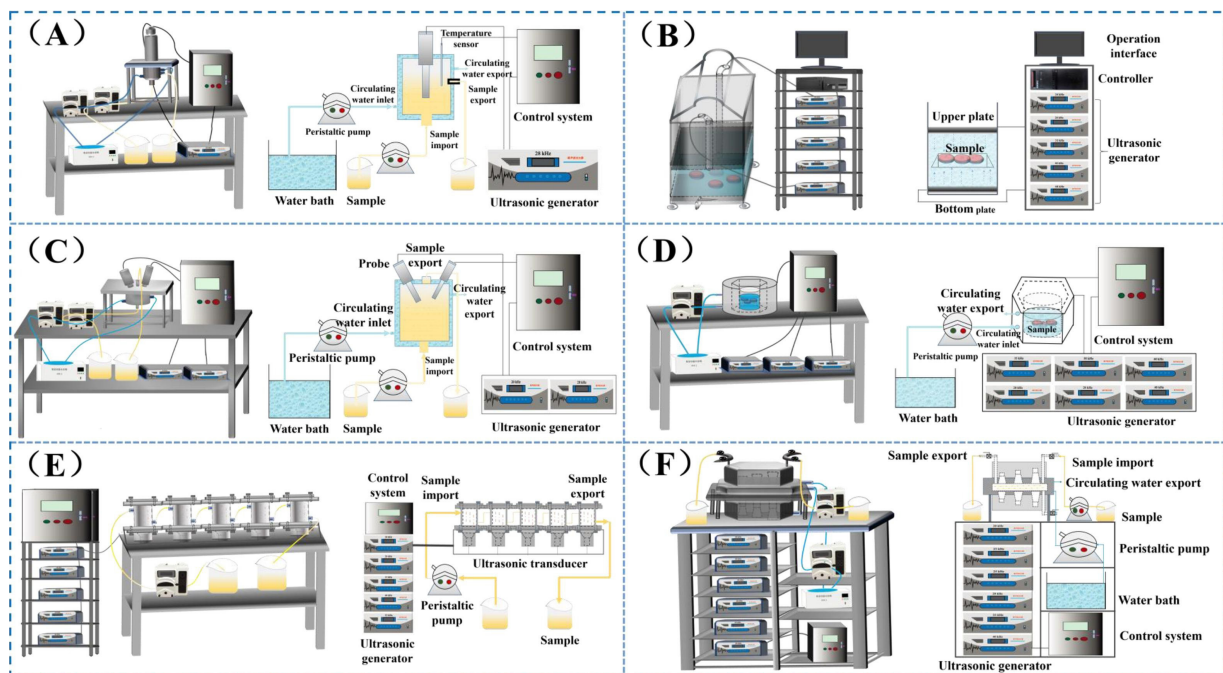 (A)
Temperature
sensor
Circulating
water export
Circulating
water inlet
Sample
export
Peristaltic pump
Sample
import
Control system
20 kHz
Water bath
Sample
Ultrasonic generator
(B)
Operation
interface
Controller
Upper plate
Sample
Ultrasonic
generator
Bottom plate
(C)
Sample
export
Probe
Circulating
water inlet
Circulating
water
export
Peristaltic pump
Control system
Sample
import
Water bath
Sample
Ultrasonic generator
(D)
Circulating
water export
Sample
Circulating
water inlet
Peristaltic pump
Control system
Water bath
Ultrasonic generator
(E)
Control
system
Sample
import
Sample
export
Ultrasonic transducer
Peristaltic
pump
Ultrasonic
generator
Sample
(F)
Sample export
Sample import
Circulating water export
Sample
Peristaltic pump
Water bath
Control system
Ultrasonic generator